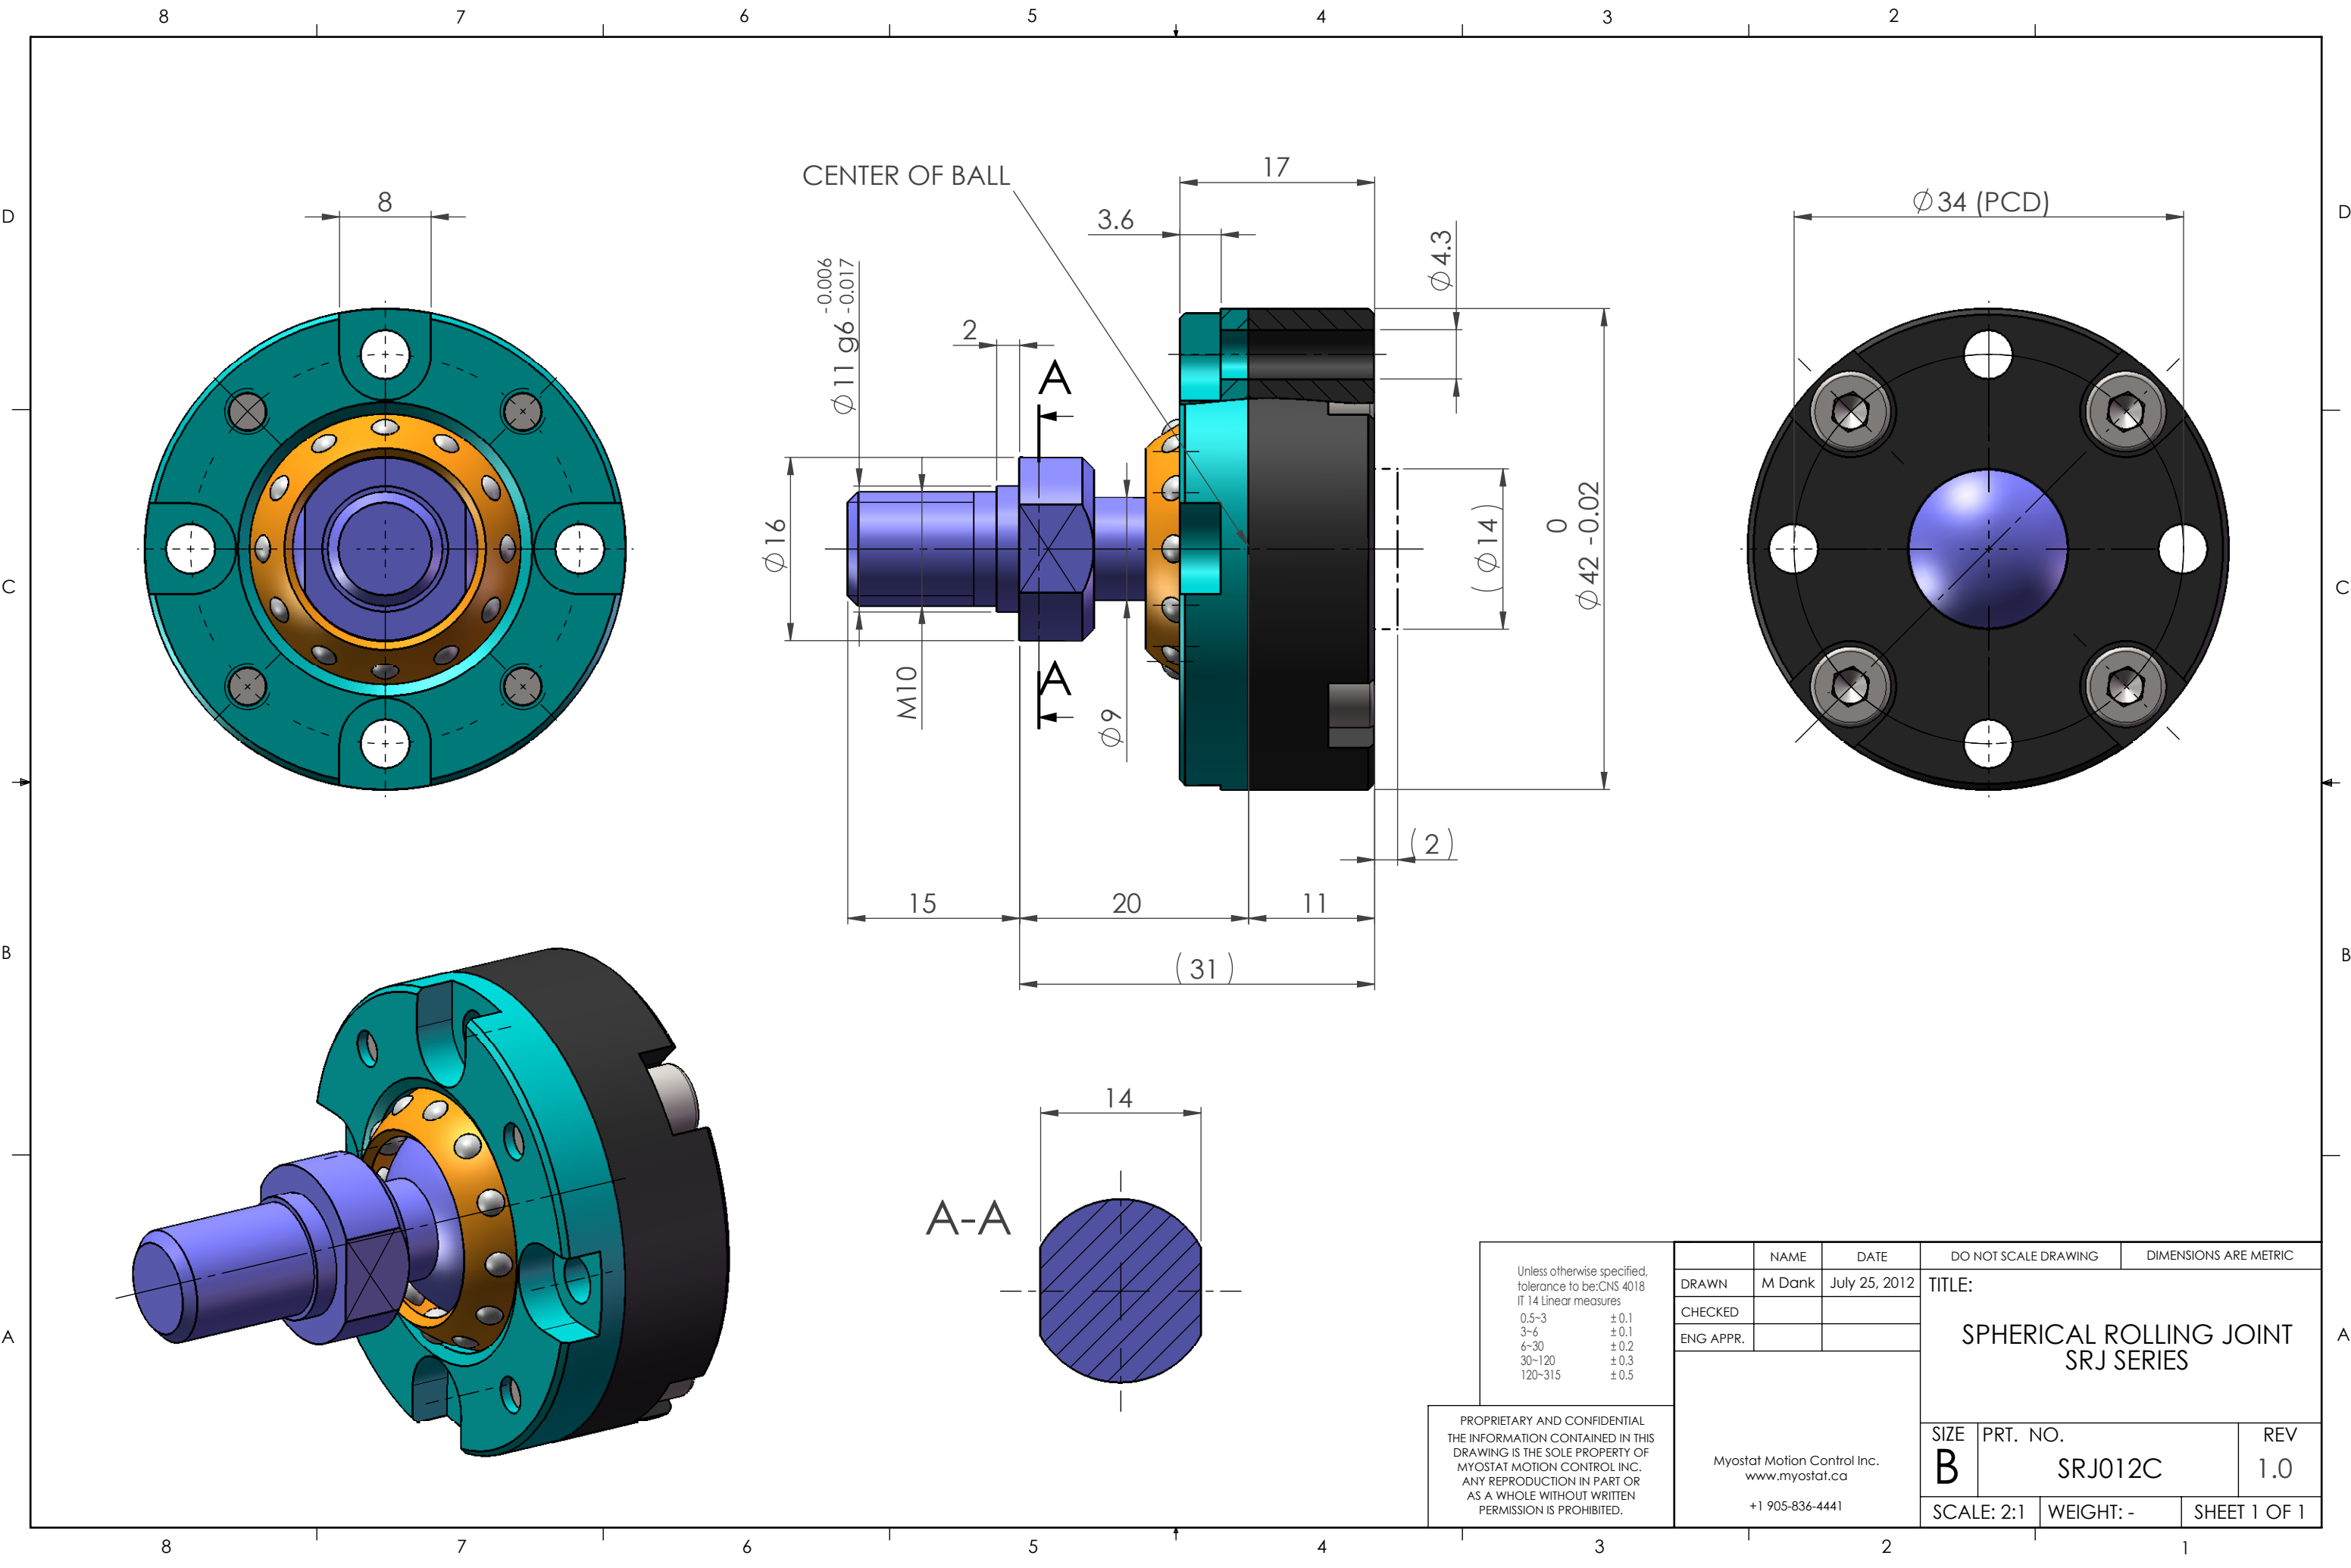 8 7 6 5 4 3 2
D D
C C
B B
A A
8
CENTER OF BALL
17
3.6
Ø4.3
-0.006
Ø11 g6 -0.017
2
A
Ø16
M10
A
Ø9
( Ø14 )
0
Ø42 -0.02
( 2 )
15 20 11
( 31 )
Ø34 (PCD)
14
A-A
Unless otherwise specified,
tolerance to be:CNS 4018
IT 14 Linear measures
0.5~3 ±0.1
3~6 ±0.1
6~30 ±0.2
30~120 ±0.3
120~315 ±0.5
PROPRIETARY AND CONFIDENTIAL
THE INFORMATION CONTAINED IN THIS
DRAWING IS THE SOLE PROPERTY OF
MYOSTAT MOTION CONTROL INC.
ANY REPRODUCTION IN PART OR
AS A WHOLE WITHOUT WRITTEN
PERMISSION IS PROHIBITED.
NAME DATE
DRAWN M Dank July 25, 2012
CHECKED
ENG APPR.
Myostat Motion Control Inc.
www.myostat.ca
+1 905-836-4441
DO NOT SCALE DRAWING DIMENSIONS ARE METRIC
TITLE:
SPHERICAL ROLLING JOINT
SRJ SERIES
SIZE PRT. NO. REV
B SRJ012C 1.0
SCALE: 2:1 WEIGHT: - SHEET 1 OF 1
8 7 6 5 4 3 2 1